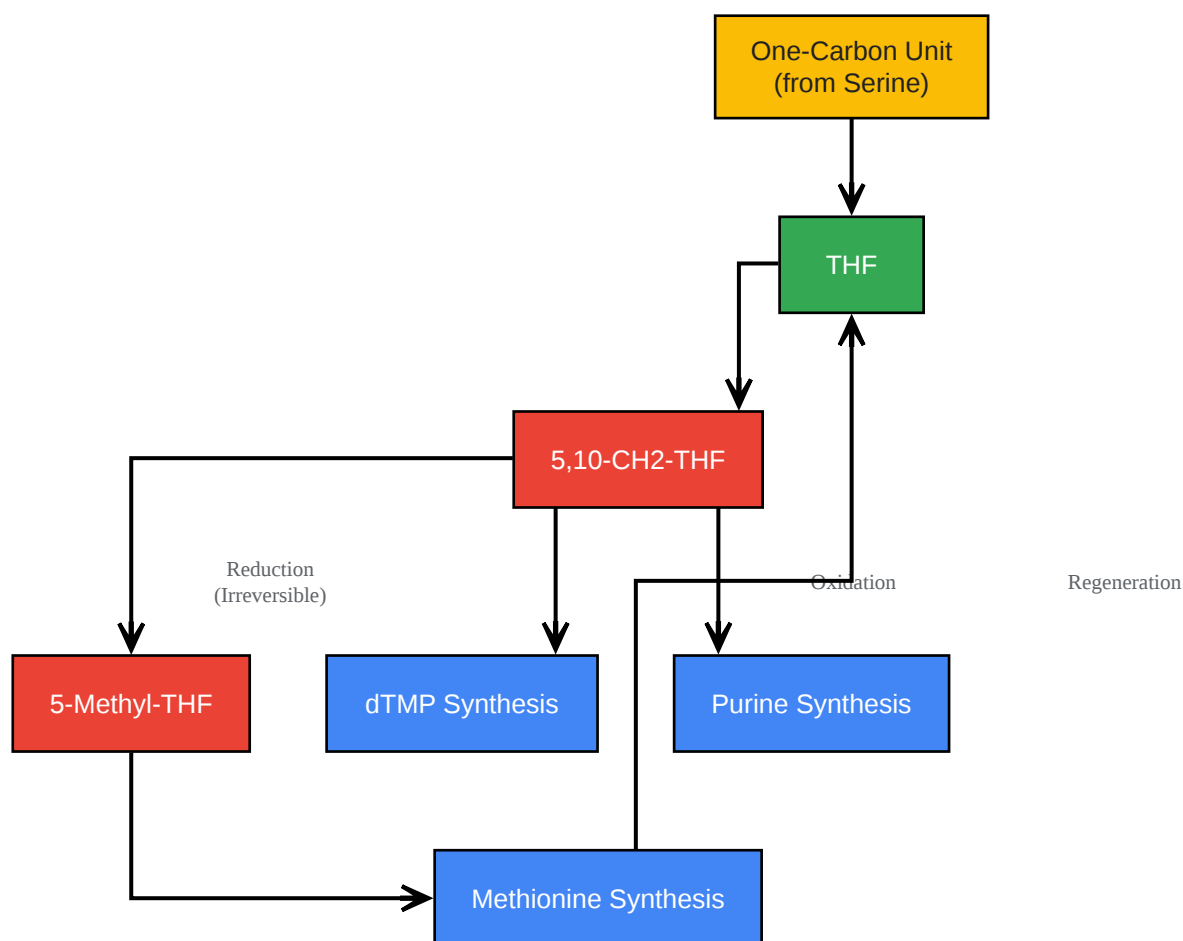 One-Carbon Unit
(from Serine)
THF
5,10-CH2-THF
Reduction
(Irreversible)
Oxidation
Regeneration
5-Methyl-THF
dTMP Synthesis
Purine Synthesis
Methionine Synthesis